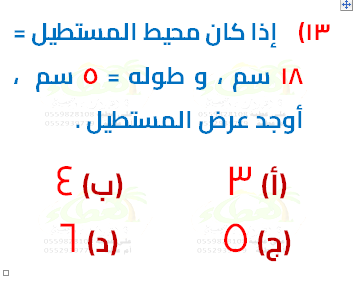 ١٣) إذا كان محيط المستطيل =
١٨ سم ، و طوله = ٥ سم ،
أوجد عرض المستطيل .
(أ) ٣ (ب) ٤
(ج) ٥ (د) ٦